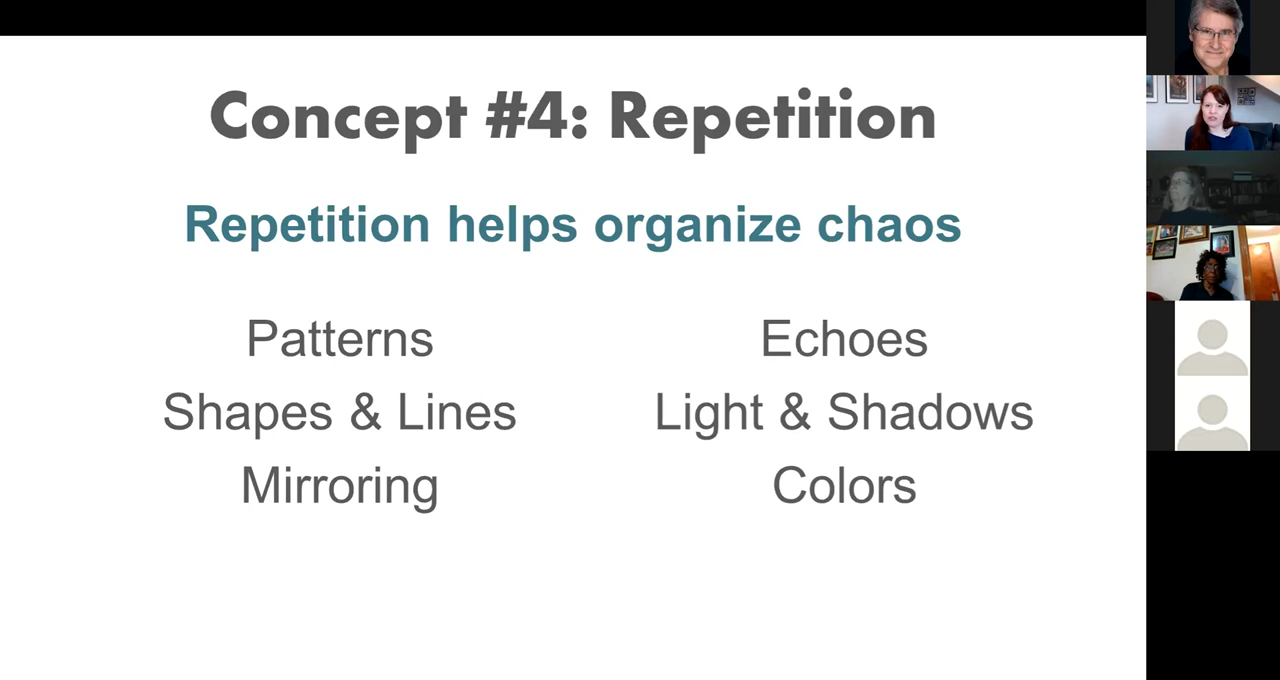 Concept #4: Repetition
Repetition helps organize chaos
Patterns
Shapes & Lines
Mirroring
Echoes
Light & Shadows
Colors